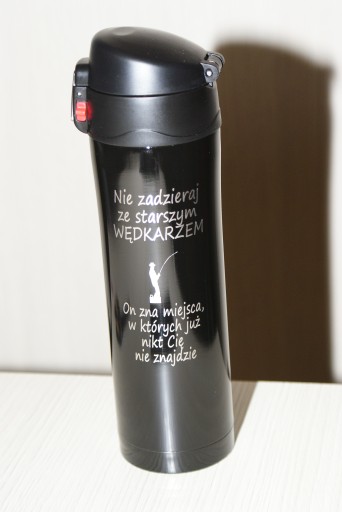 Nie zadzieraj
ze starszym
WĘDKARZEM
On zna miejsca,
w których już
nikt Cię
nie znajdzie